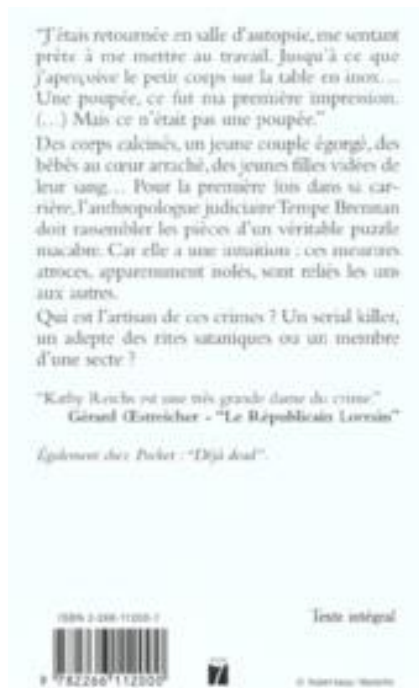 "J'étais retournée en salle d'autopsie, me sentant
prête à me mettre au travail. Jusqu'à ce que
j'aperçoive le petit corps sur la table en inox…
Une poupée, ce fut ma première impression.
(…) Mais ce n'était pas une poupée."
Des corps calcinés, un jeune couple égorgé, des
bébés au cœur arraché, des jeunes filles vidées de
leur sang… Pour la première fois dans sa car-
rière, l'anthropologue judiciaire Tempe Brennan
doit rassembler les pièces d'un véritable puzzle
macabre. Car elle a une intuition : ces meurtres
atroces, apparemment isolés, sont reliés les uns
aux autres.
Qui est l'artisan de ces crimes ? Un serial killer,
un adepte des rites sataniques ou un membre
d'une secte ?
"Kathy Reichs est une très grande dame du crime."
Gérard Œstreicher - "Le Républicain Lorrain"
Également chez Pocket : "Déjà dead".
Texte intégral
9 782266 112000